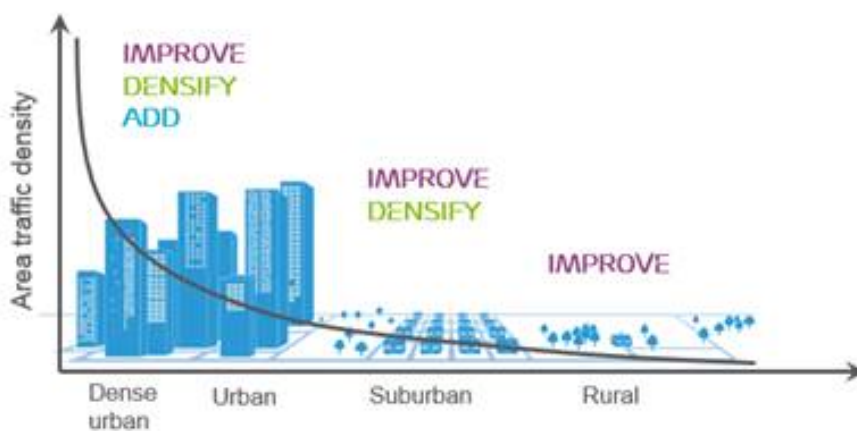 IMPROVE
DENSIFY
ADD
IMPROVE
DENSIFY
IMPROVE
Area traffic density
Dense
urban
Urban
Suburban
Rural